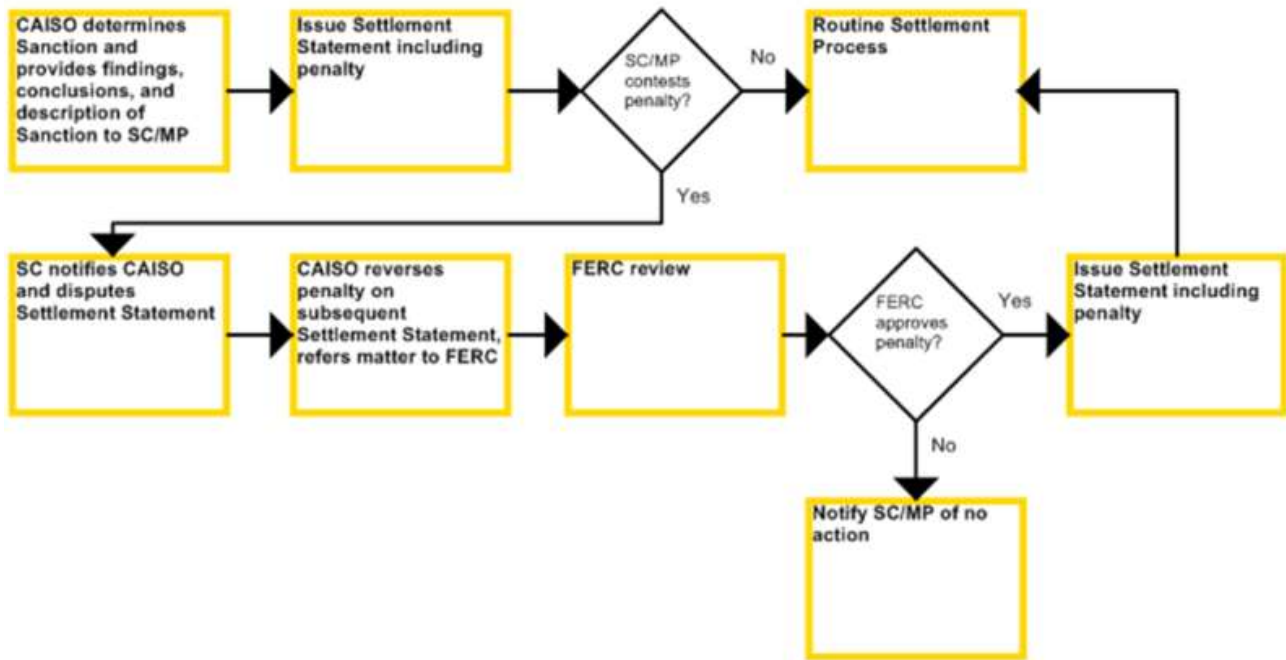 CAISO determines
Sanction and
provides findings,
conclusions, and
description of
Sanction to SC/MP
Issue Settlement
Statement including
penalty
SC/MP
contests
penalty?
No
Routine Settlement
Process
Yes
SC notifies CAISO
and disputes
Settlement Statement
CAISO reverses
penalty on
subsequent
Settlement Statement,
refers matter to FERC
FERC review
FERC
approves
penalty?
Yes
Issue Settlement
Statement including
penalty
No
Notify SC/MP of no
action